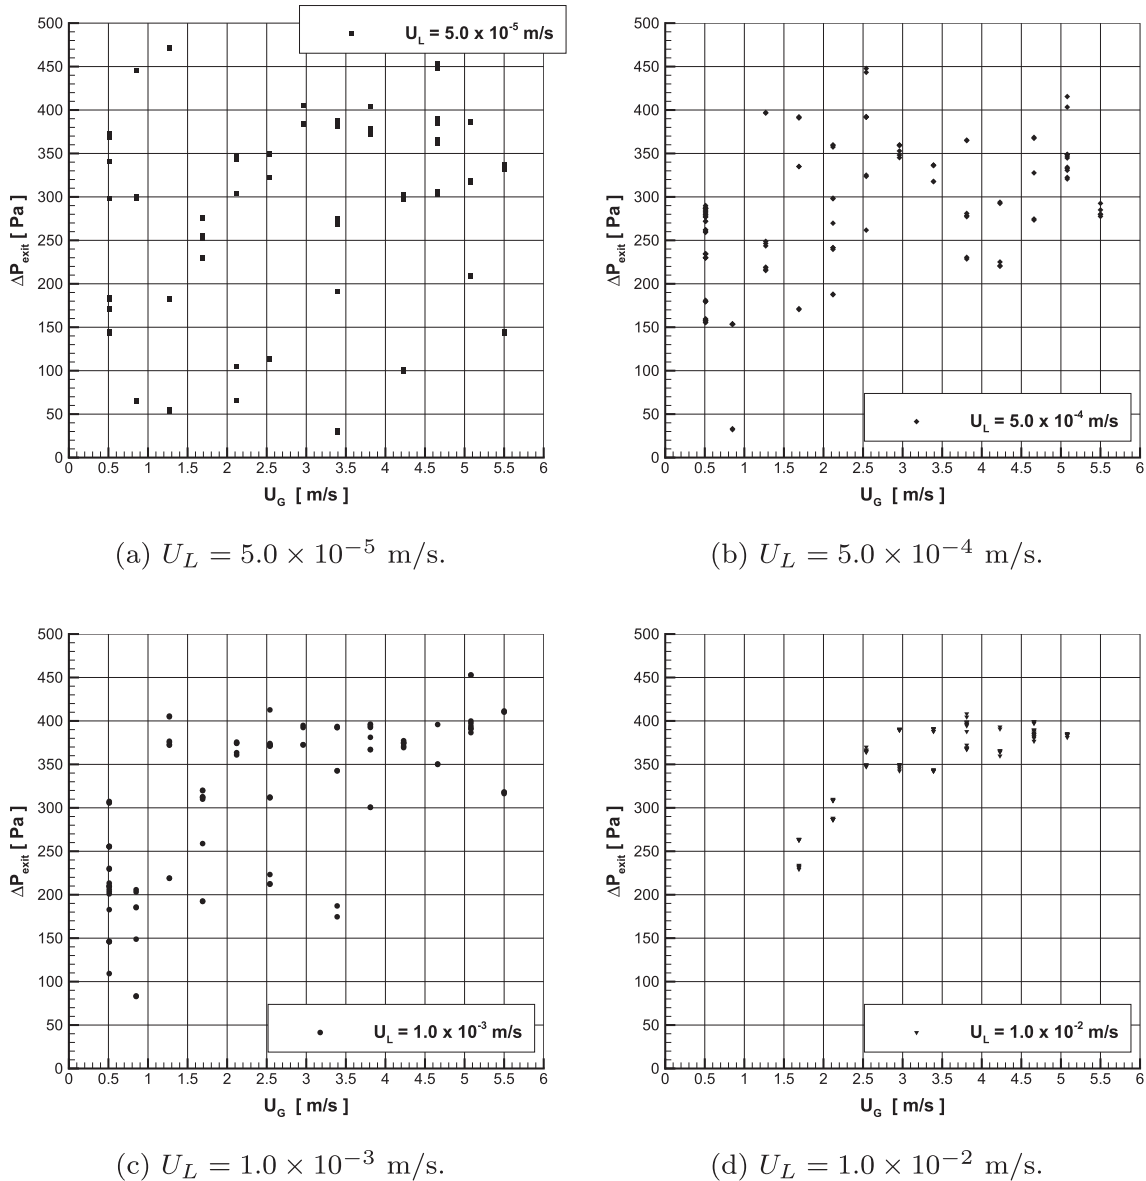 500
450
400
350
300
250
200
150
100
50
0
ΔP_exit [ Pa ]
U_L = 5.0 x 10^-5 m/s
0 0.5 1 1.5 2 2.5 3 3.5 4 4.5 5 5.5 6
U_G [ m/s ]
(a) U_L = 5.0 × 10^−5 m/s.
500
450
400
350
300
250
200
150
100
50
0
ΔP_exit [ Pa ]
U_L = 5.0 x 10^-4 m/s
0 0.5 1 1.5 2 2.5 3 3.5 4 4.5 5 5.5 6
U_G [ m/s ]
(b) U_L = 5.0 × 10^−4 m/s.
500
450
400
350
300
250
200
150
100
50
0
ΔP_exit [ Pa ]
U_L = 1.0 x 10^-3 m/s
0 0.5 1 1.5 2 2.5 3 3.5 4 4.5 5 5.5 6
U_G [ m/s ]
(c) U_L = 1.0 × 10^−3 m/s.
500
450
400
350
300
250
200
150
100
50
0
ΔP_exit [ Pa ]
U_L = 1.0 x 10^-2 m/s
0 0.5 1 1.5 2 2.5 3 3.5 4 4.5 5 5.5 6
U_G [ m/s ]
(d) U_L = 1.0 × 10^−2 m/s.